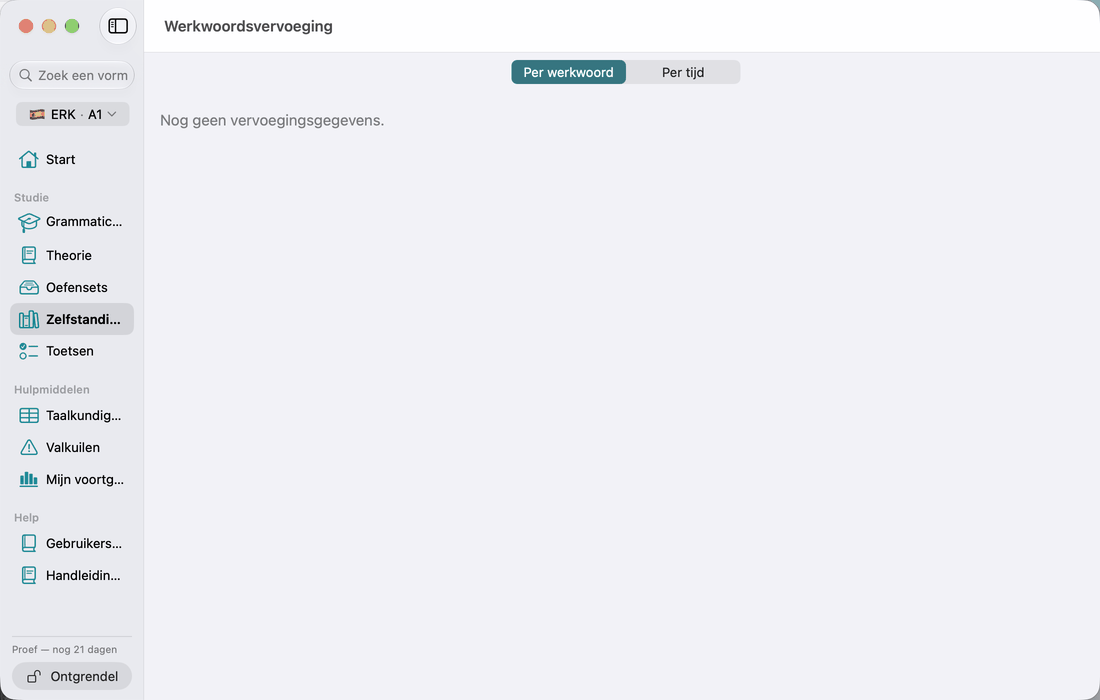 Werkwoordsvervoeging
Zoek een vorm
ERK · A1
Start
Studie
Grammatic...
Theorie
Oefensets
Zelfstandi...
Toetsen
Hulpmiddelen
Taalkundig...
Valkuilen
Mijn voortg...
Help
Gebruikers...
Handleidin...
Proef — nog 21 dagen
Ontgrendel
Per werkwoord
Per tijd
Nog geen vervoegingsgegevens.